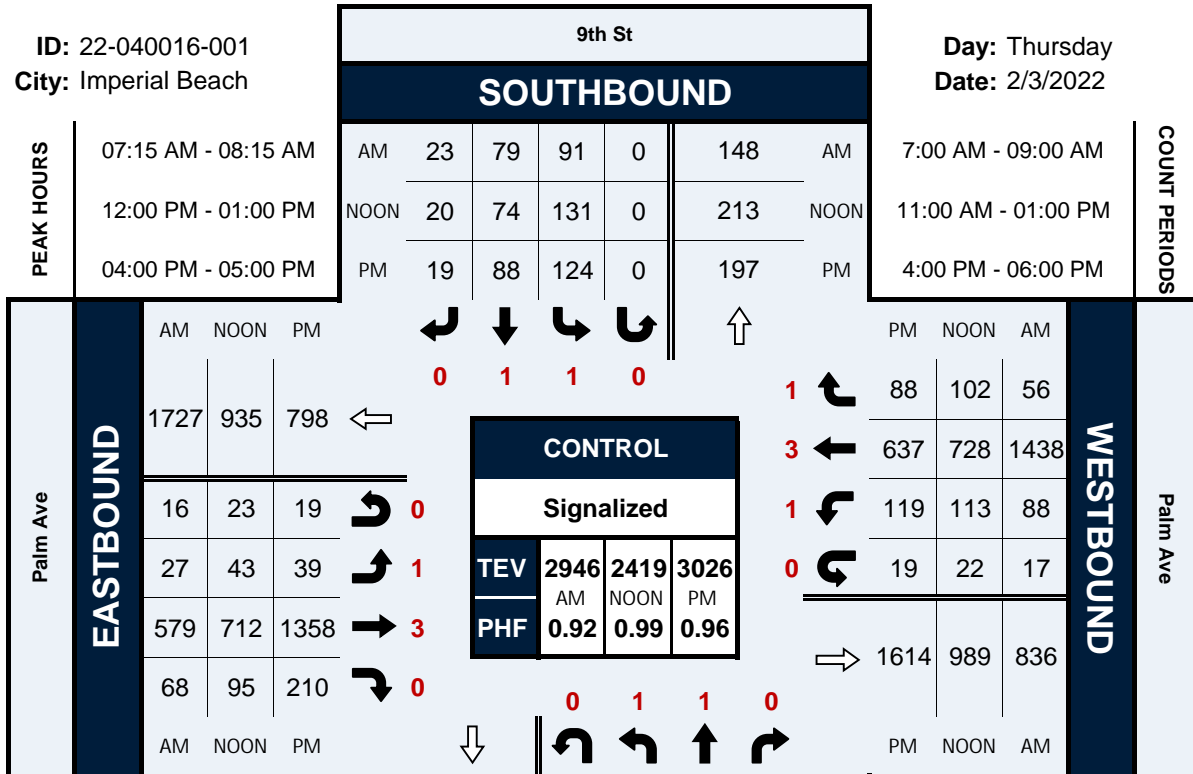 ID: 22-040016-001
City: Imperial Beach
9th St
SOUTHBOUND
Day: Thursday
Date: 2/3/2022
PEAK HOURS
07:15 AM - 08:15 AM
12:00 PM - 01:00 PM
04:00 PM - 05:00 PM
AM 23 79 91 0 148 AM
NOON 20 74 131 0 213 NOON
PM 19 88 124 0 197 PM
7:00 AM - 09:00 AM
11:00 AM - 01:00 PM
4:00 PM - 06:00 PM
COUNT PERIODS
0 1 1 0
Palm Ave
EASTBOUND
AM NOON PM
1727 935 798
16 23 19 0
27 43 39 1
579 712 1358 3
68 95 210 0
AM NOON PM
CONTROL
Signalized
TEV 2946 2419 3026
AM NOON PM
PHF 0.92 0.99 0.96
PM NOON AM
1 88 102 56
3 637 728 1438
1 119 113 88
0 19 22 17
1614 989 836
PM NOON AM
WESTBOUND
Palm Ave
0 1 1 0